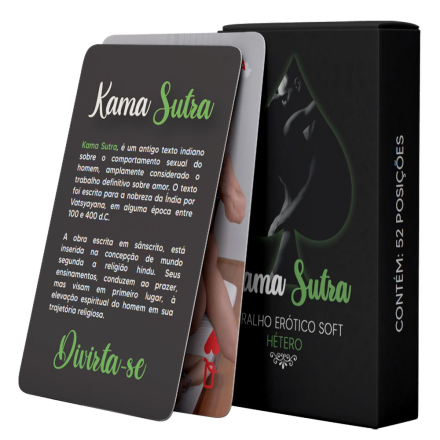 Kama Sutra
Kama Sutra, é um antigo texto indiano
sobre o comportamento sexual do
homem, amplamente considerado o
trabalho definitivo sobre amor. O texto
foi escrito para a nobreza da Índia por
Vatsyayana, em alguma época entre
100 e 400 d.C.
A obra escrita em sânscrito, está
inserida na concepção de mundo
segundo a religião hindu. Seus
ensinamentos, conduzem ao prazer,
mas visam em primeiro lugar, à
elevação espiritual do homem em sua
trajetória religiosa.
Divirta-se
ama Sutra
RALHO ERÓTICO SOFT
HÉTERO
CONTÉM: 52 POSIÇÕES